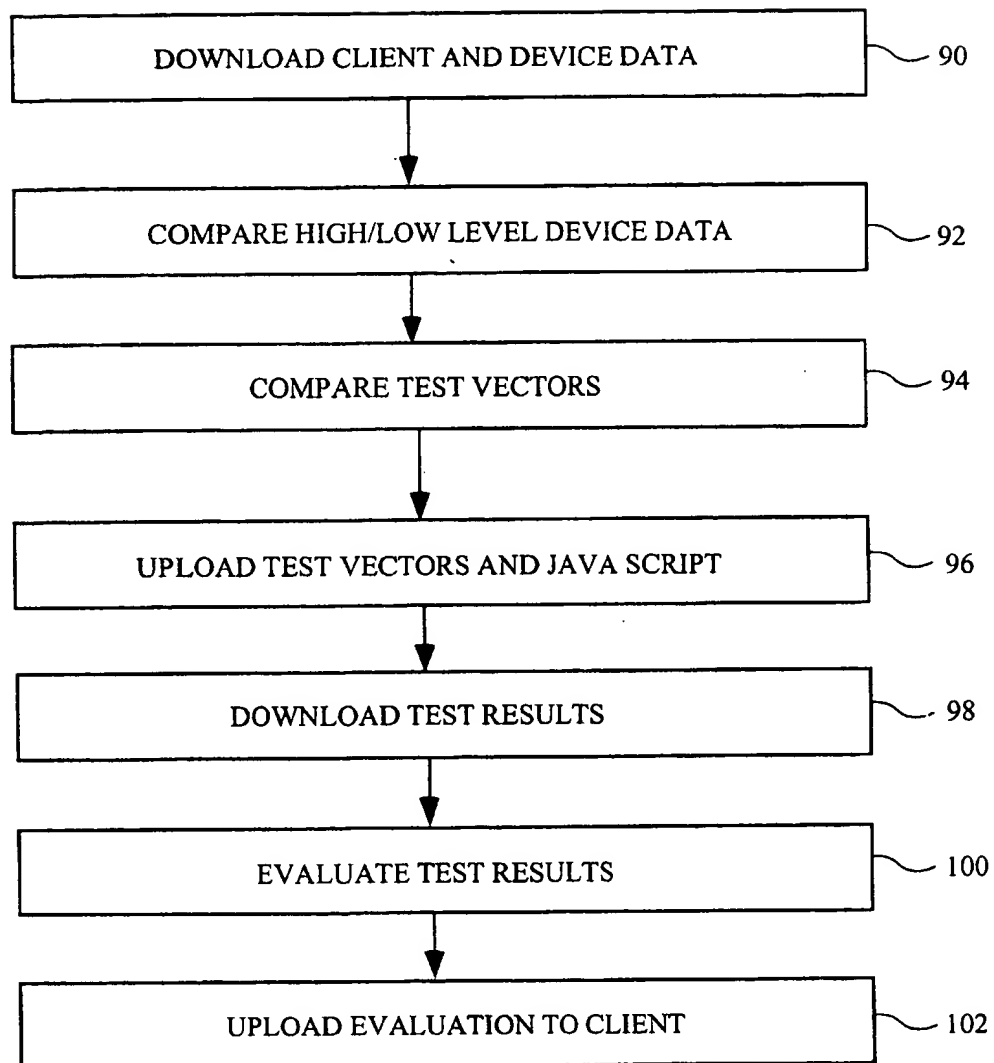 DOWNLOAD CLIENT AND DEVICE DATA 90
COMPARE HIGH/LOW LEVEL DEVICE DATA 92
COMPARE TEST VECTORS 94
UPLOAD TEST VECTORS AND JAVA SCRIPT 96
DOWNLOAD TEST RESULTS 98
EVALUATE TEST RESULTS 100
UPLOAD EVALUATION TO CLIENT 102